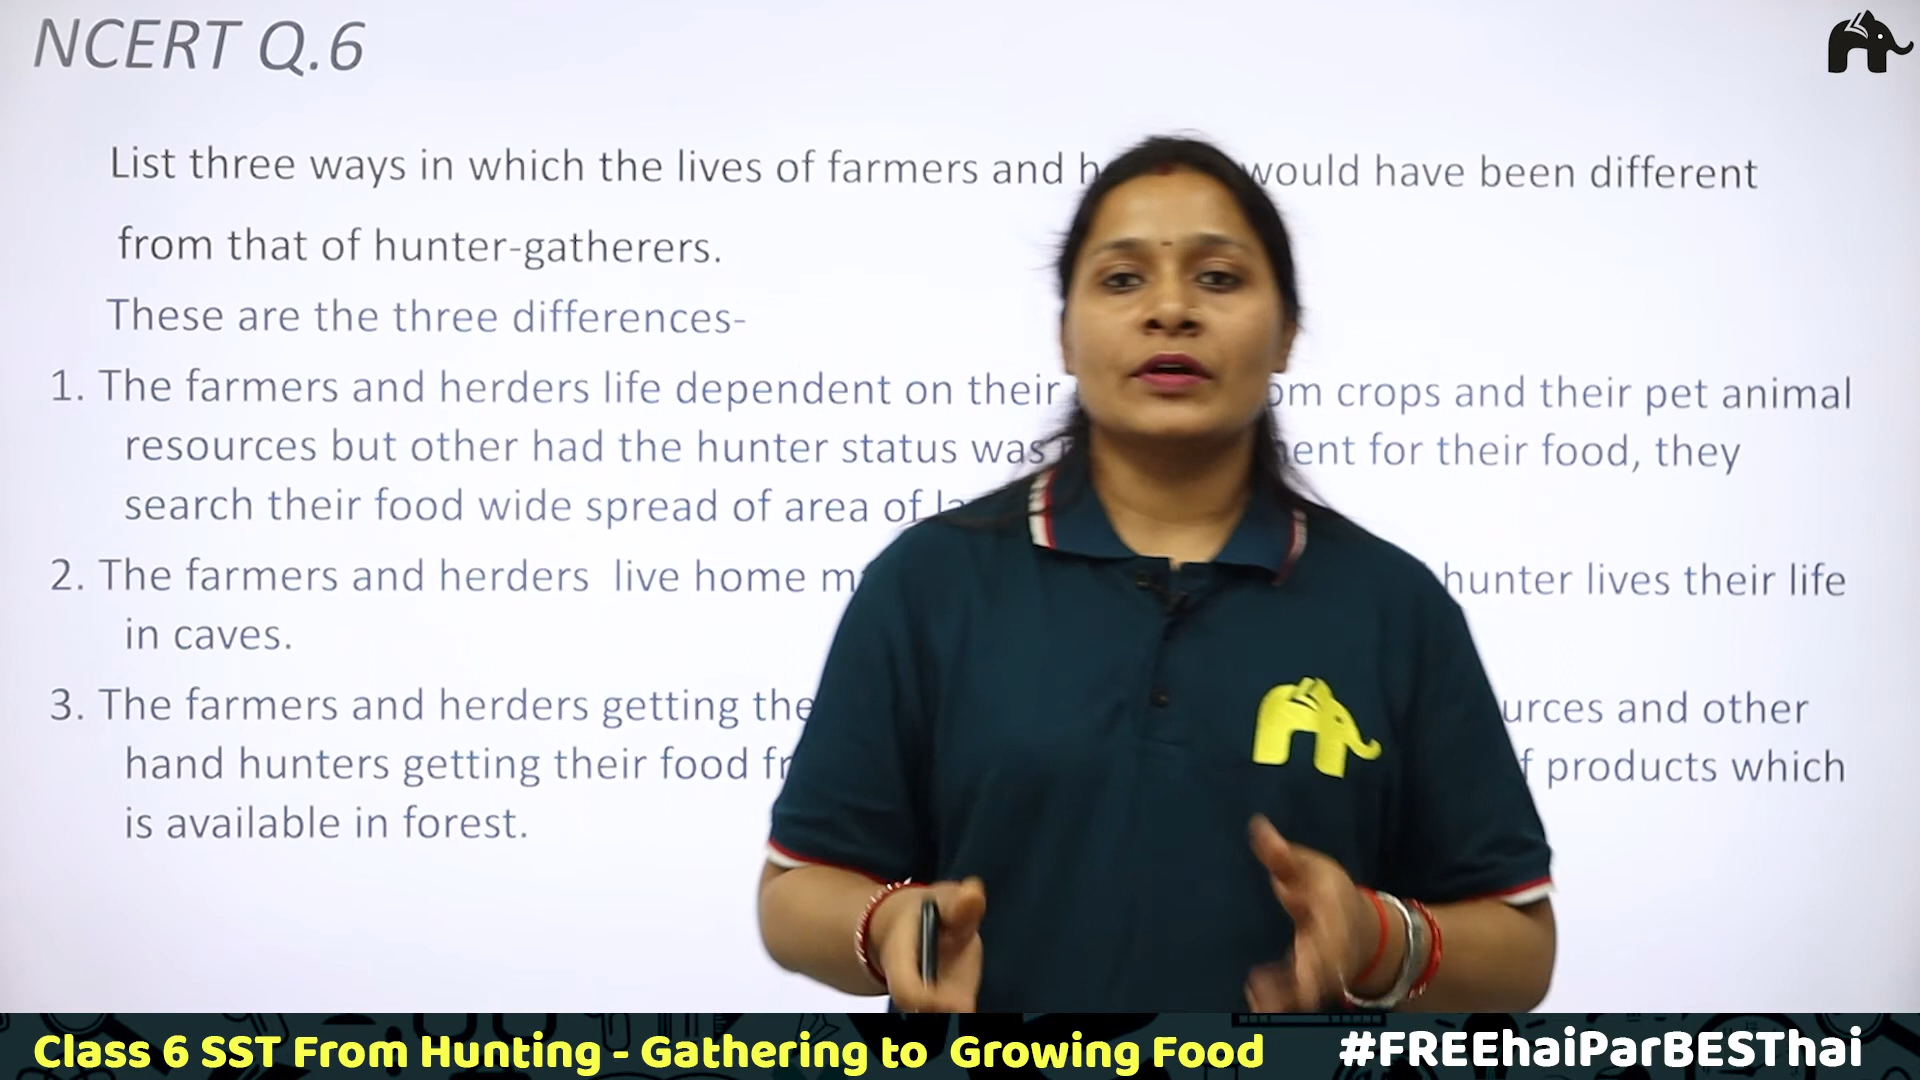 NCERT Q.6
List three ways in which the lives of farmers and would have been different
from that of hunter-gatherers.
These are the three differences-
1. The farmers and herders life dependent on their crops and their pet animal
resources but other had the hunter status was for their food, they
search their food wide spread of area of
2. The farmers and herders live home hunter lives their life
in caves.
3. The farmers and herders getting and other
hand hunters getting their food products which
is available in forest.
Class 6 SST From Hunting - Gathering to Growing Food
#FREEhaiParBESThai